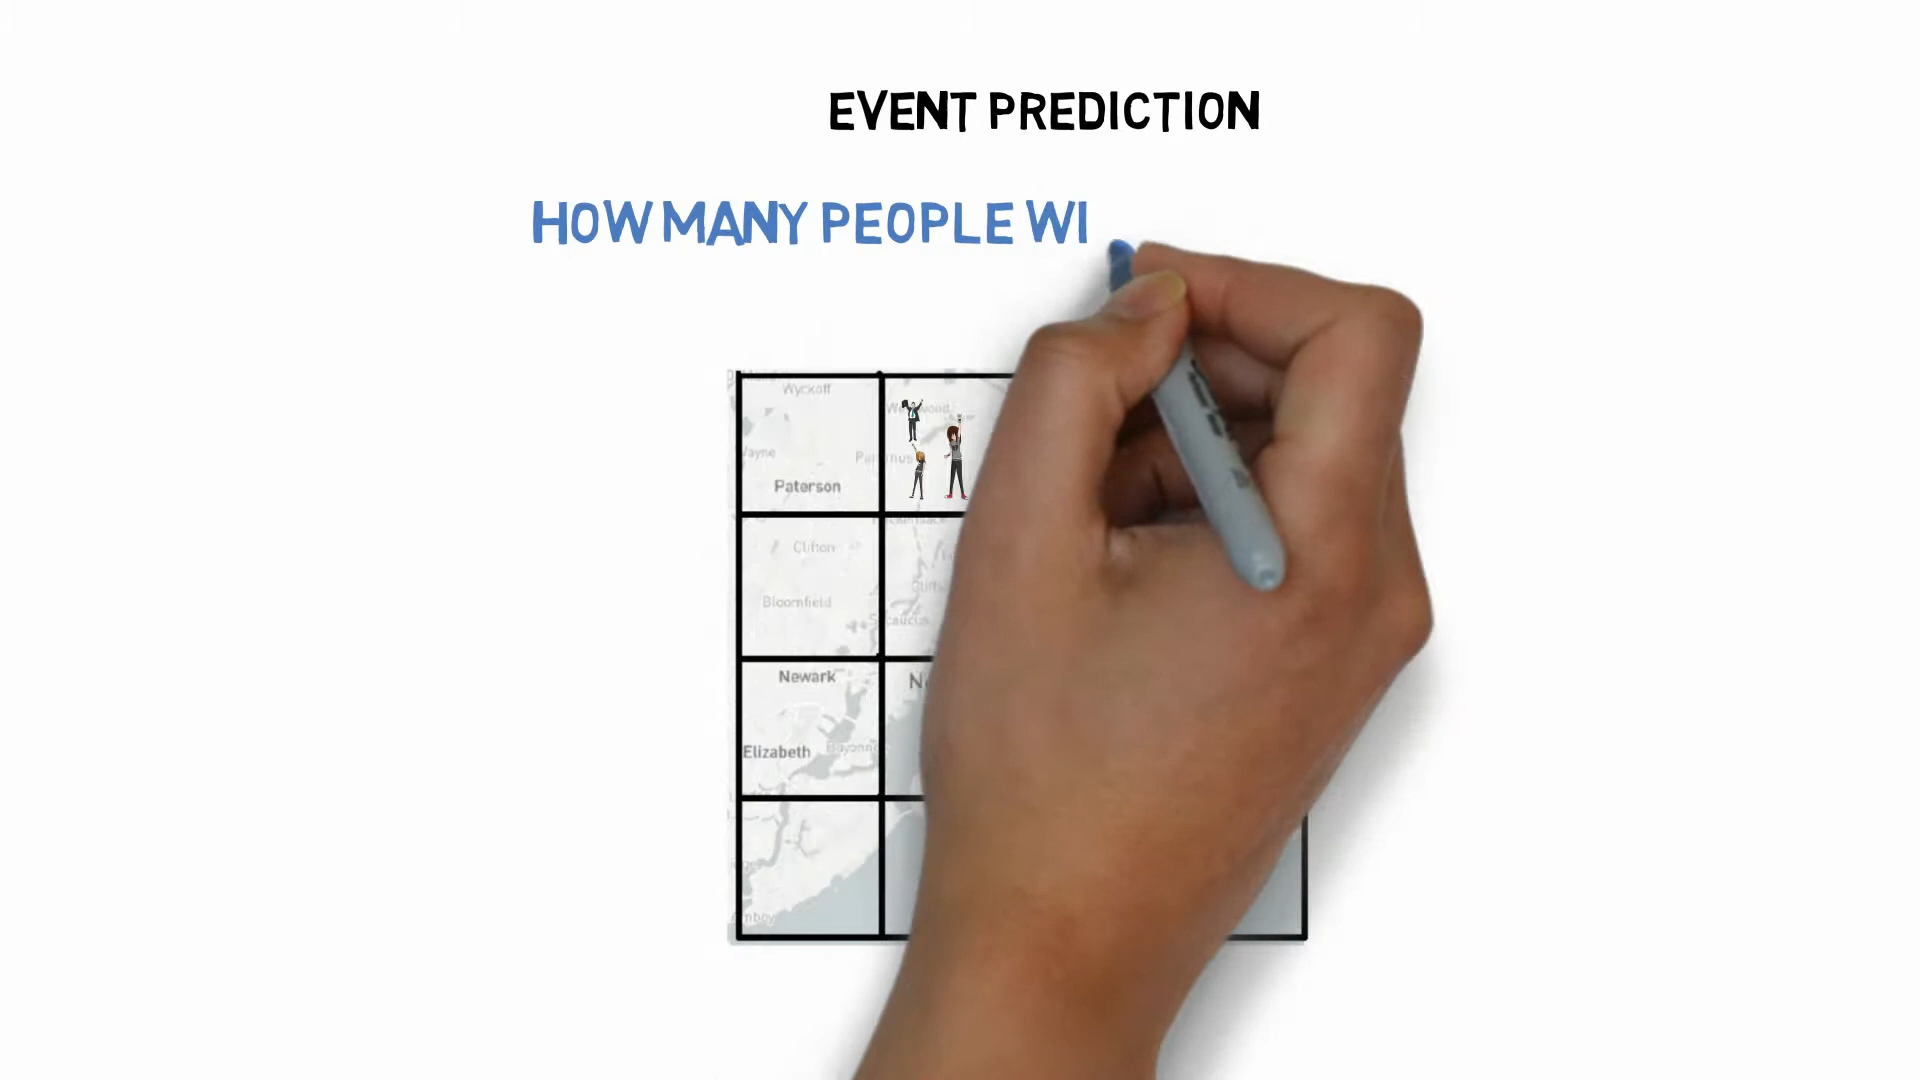 EVENT PREDICTION
HOW MANY PEOPLE WI
Wyckoff
Paterson
Clifton
Bloomfield
Newark
Elizabeth